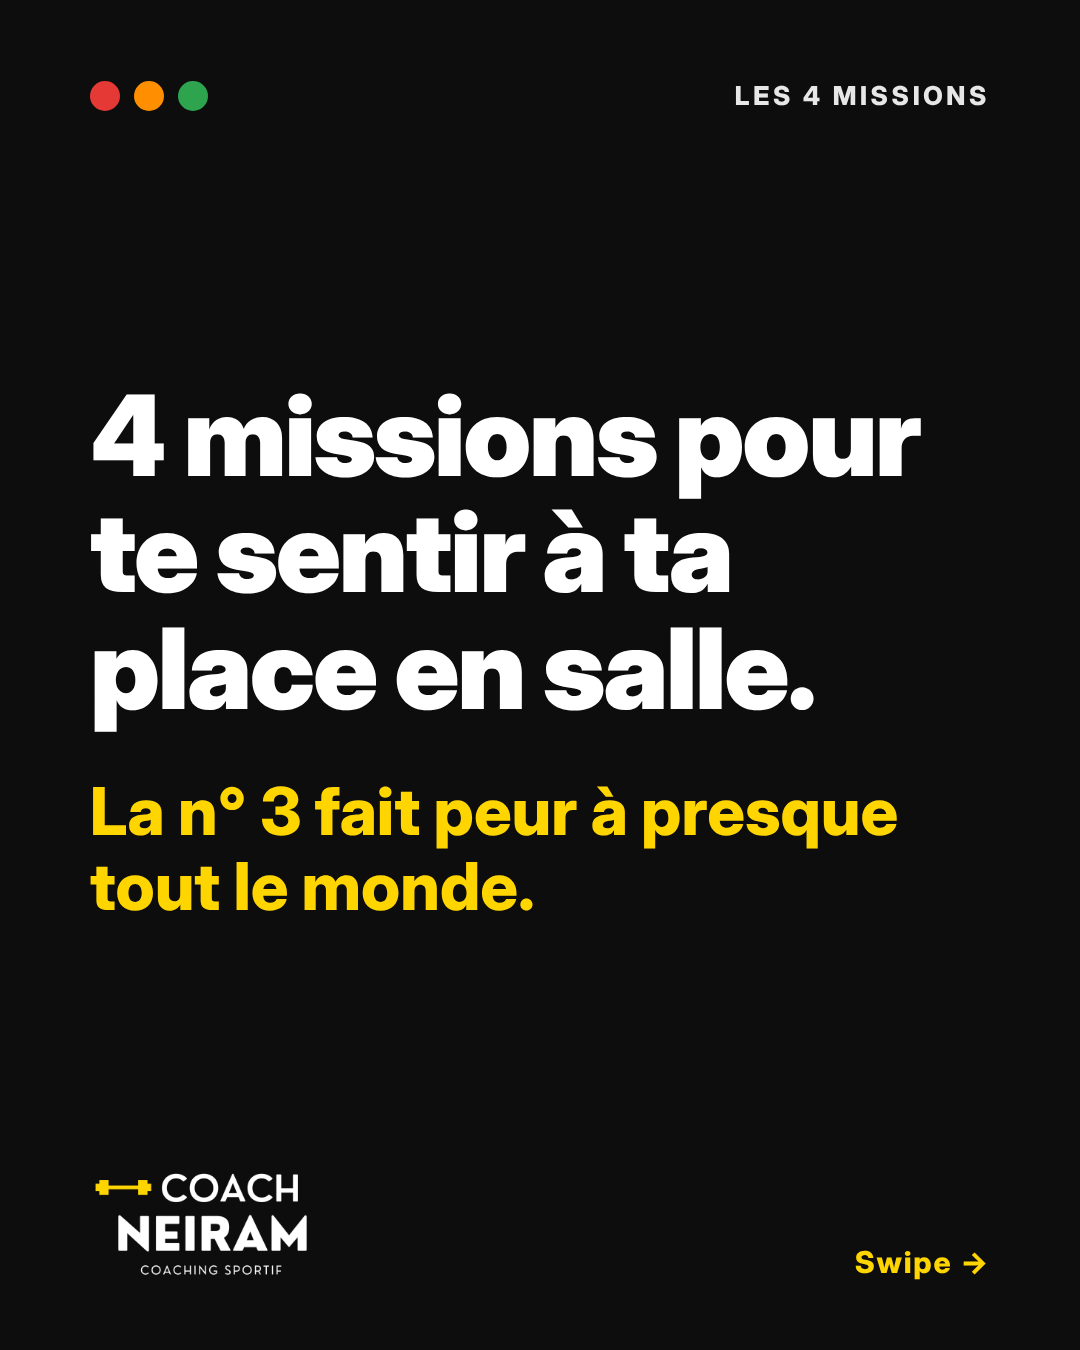 LES 4 MISSIONS
4 missions pour
te sentir à ta
place en salle.
La n° 3 fait peur à presque
tout le monde.
COACH
NEIRAM
COACHING SPORTIF
Swipe →